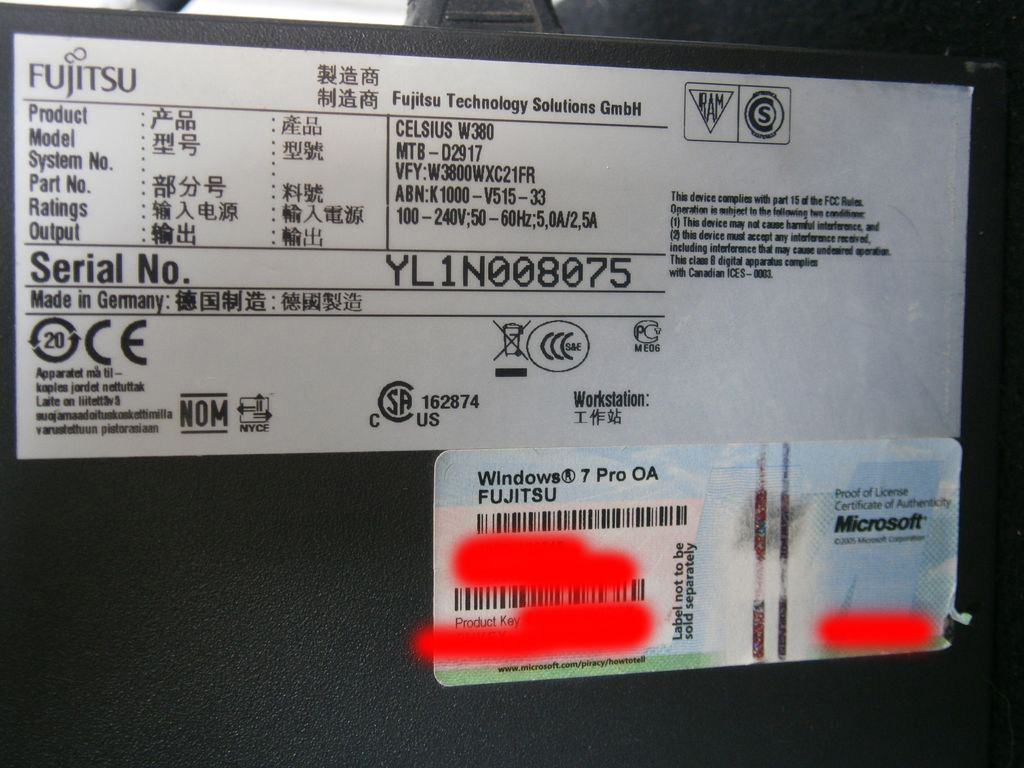 FUJITSU
製造商
制造商 Fujitsu Technology Solutions GmbH
Product : 产品 : 產品 CELSIUS W380
Model : 型号 : 型號 MTB-D2917
System No. VFY:W3800WXC21FR
Part No. : 部分号 : 料號 ABN:K1000-V515-33
Ratings : 输入电源 : 輸入電源 100-240V;50-60Hz;5,0A/2,5A
Output : 输出 : 輸出
Serial No. YL1N008075
Made in Germany: 德国制造 : 德國製造
RAM
S
This device complies with part 15 of the FCC Rules.
Operation is subject to the following two conditions:
(1) This device may not cause harmful interference, and
(2) this device must accept any interference received,
including interference that may cause undesired operation.
This class B digital apparatus complies
with Canadian ICES-0003.
20 CE
Apparatet må til-
koples jordet nettuttak
Laite on liitettävä
suojamaadoituskoskettimilla
varustettuun pistorasiaan
NOM
NYCE
C SA US 162874
CCC S&E
ME06
Workstation:
工作站
Windows® 7 Pro OA
FUJITSU
Product Key
Label not to be
sold separately
www.microsoft.com/piracy/howtotell
Proof of License
Certificate of Authenticity
Microsoft®
©2005 Microsoft Corporation